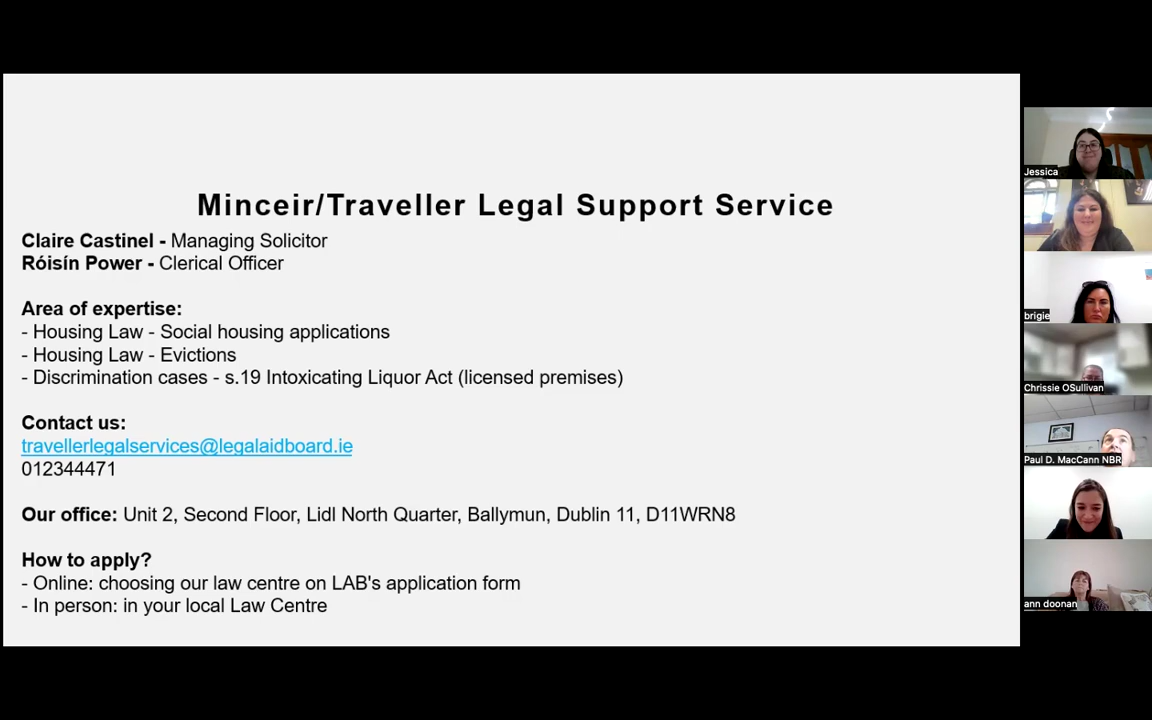 Minceir/Traveller Legal Support Service
Claire Castinel - Managing Solicitor
Róisín Power - Clerical Officer
Area of expertise:
- Housing Law - Social housing applications
- Housing Law - Evictions
- Discrimination cases - s.19 Intoxicating Liquor Act (licensed premises)
Contact us:
travellerlegalservices@legalaidboard.ie
012344471
Our office: Unit 2, Second Floor, Lidl North Quarter, Ballymun, Dublin 11, D11WRN8
How to apply?
- Online: choosing our law centre on LAB's application form
- In person: in your local Law Centre
Jessica
brigie
Chrissie OSullivan
Paul D. MacCann NBR
ann doonan